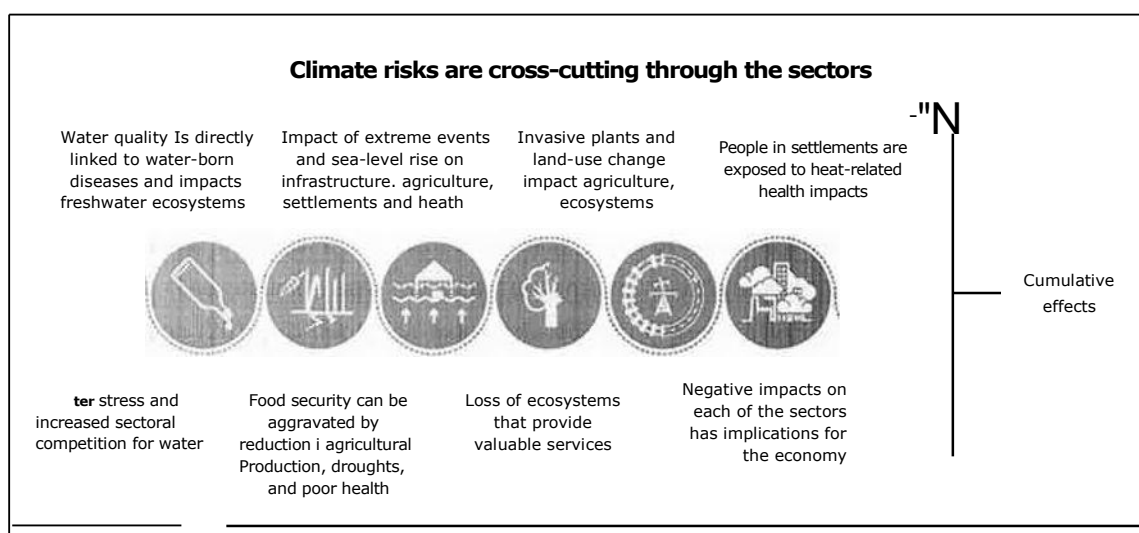 Climate risks are cross-cutting through the sectors
Water quality Is directly
linked to water-born
diseases and impacts
freshwater ecosystems
Impact of extreme events
and sea-level rise on
infrastructure. agriculture,
settlements and heath
Invasive plants and
land-use change
impact agriculture,
ecosystems
People in settlements are
exposed to heat-related
health impacts
-"N
Cumulative
effects
ter stress and
increased sectoral
competition for water
Food security can be
aggravated by
reduction i agricultural
Production, droughts,
and poor health
Loss of ecosystems
that provide
valuable services
Negative impacts on
each of the sectors
has implications for
the economy